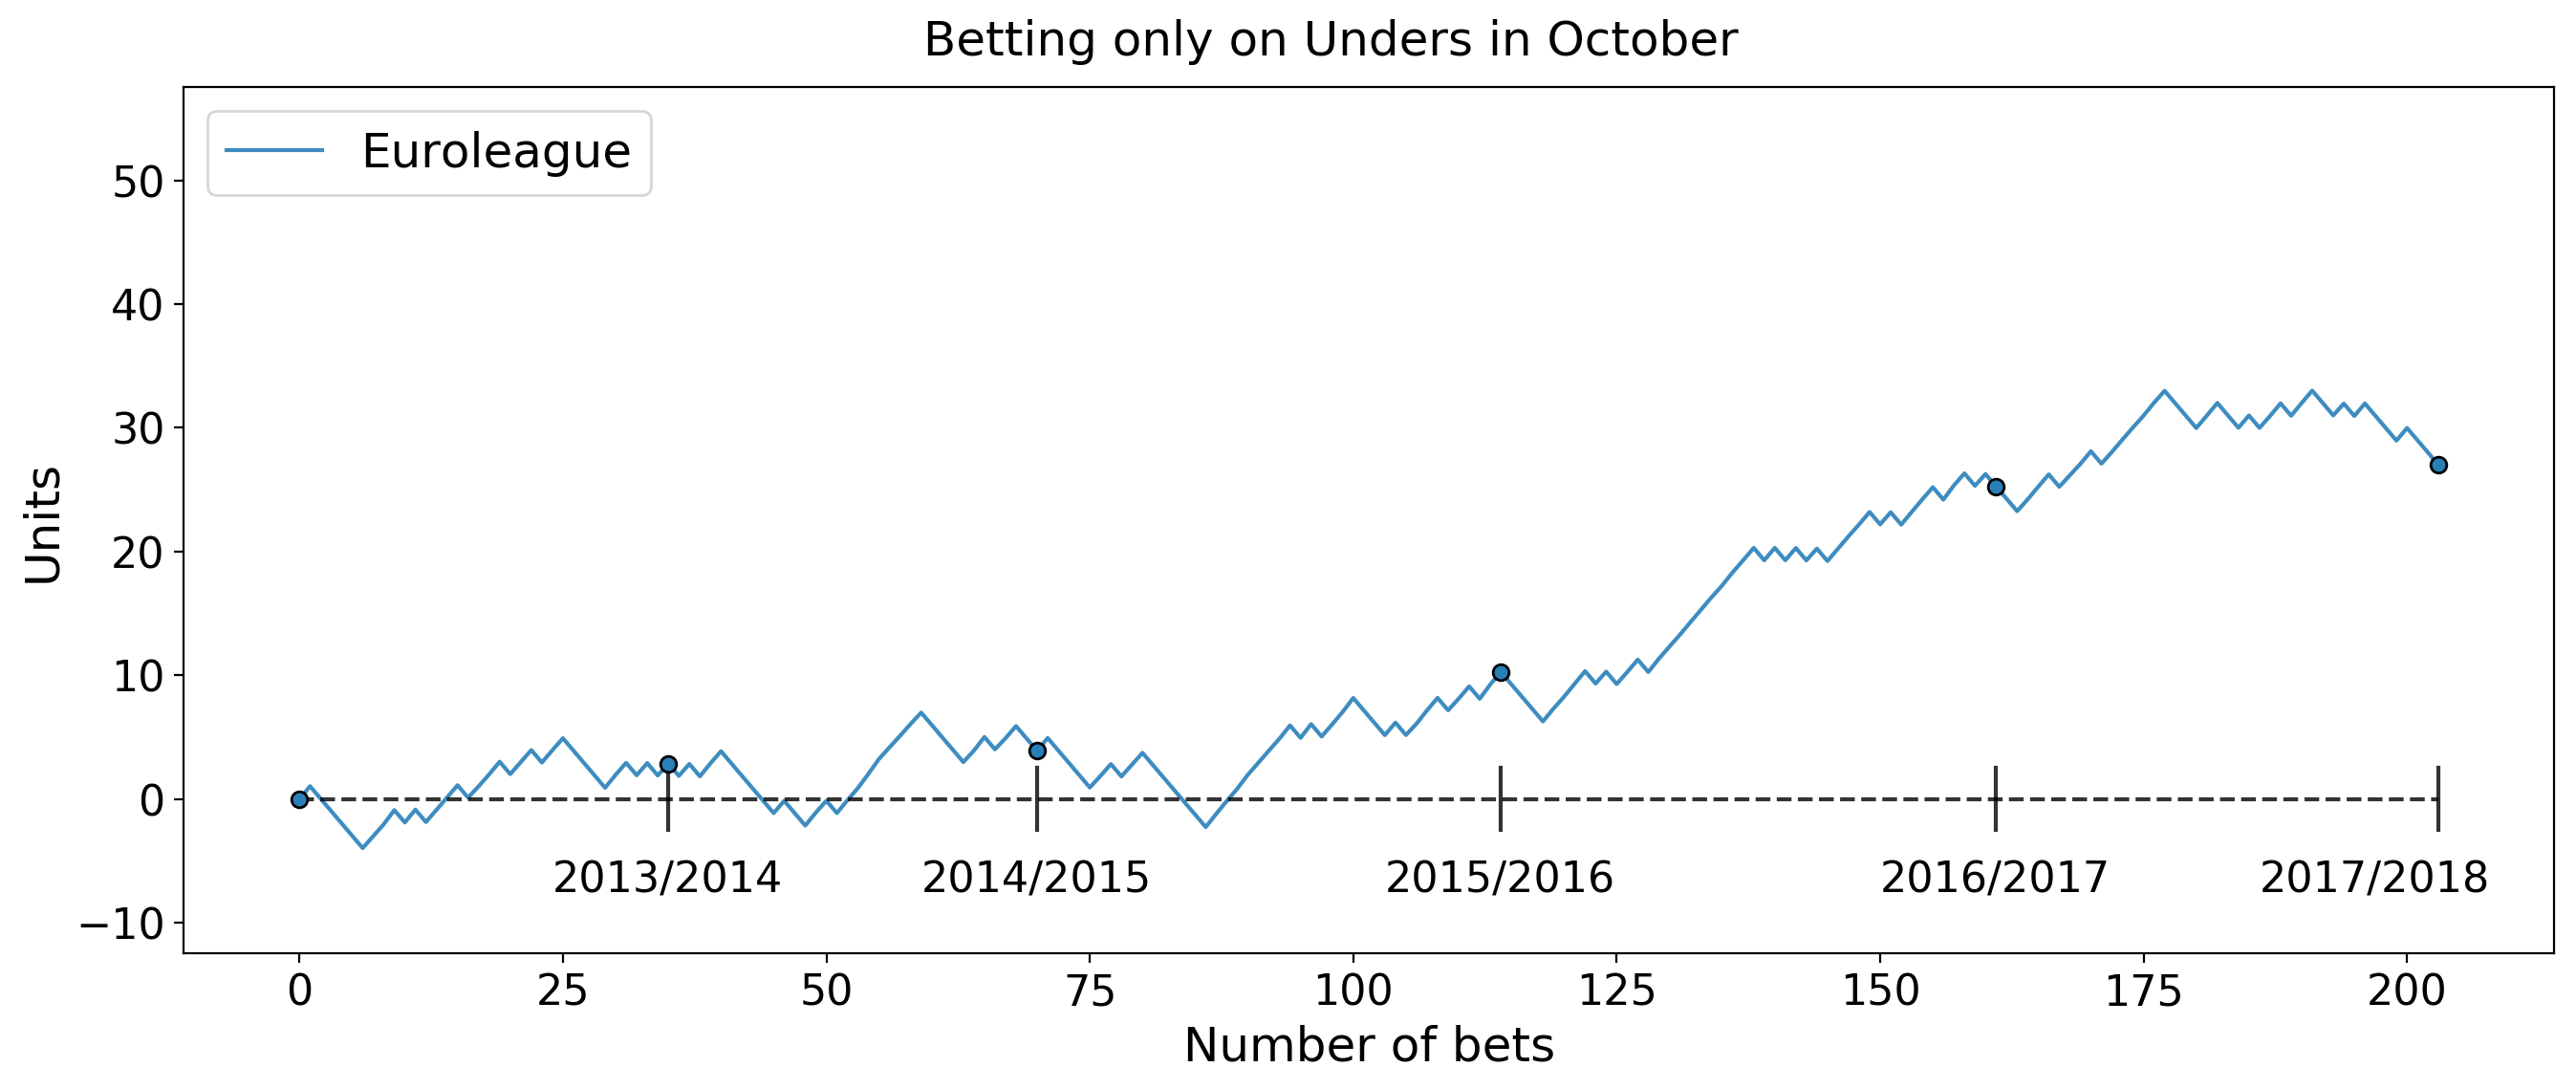 Betting only on Unders in October
Euroleague
Units
50
40
30
20
10
0
−10
2013/2014
2014/2015
2015/2016
2016/2017
2017/2018
0 25 50 75 100 125 150 175 200
Number of bets